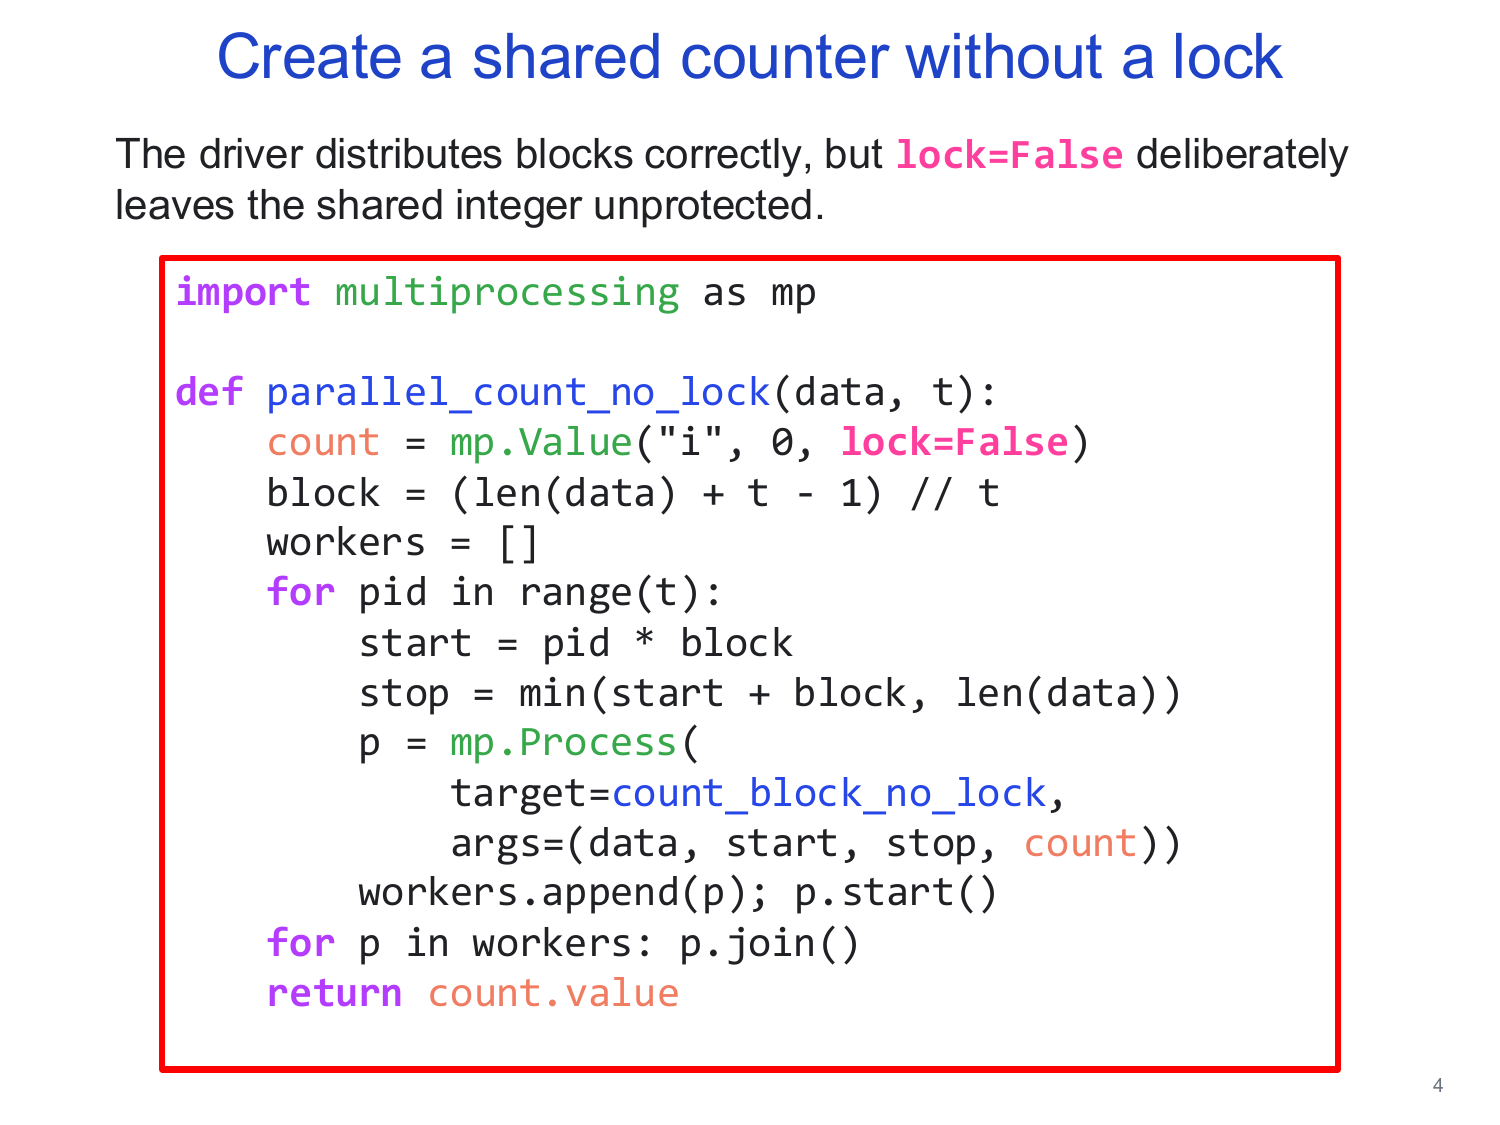 Create a shared counter without a lock
The driver distributes blocks correctly, but lock=False deliberately
leaves the shared integer unprotected.
import multiprocessing as mp
def parallel_count_no_lock(data, t):
    count = mp.Value("i", 0, lock=False)
    block = (len(data) + t - 1) // t
    workers = []
    for pid in range(t):
        start = pid * block
        stop = min(start + block, len(data))
        p = mp.Process(
            target=count_block_no_lock,
            args=(data, start, stop, count))
        workers.append(p); p.start()
    for p in workers: p.join()
    return count.value
4